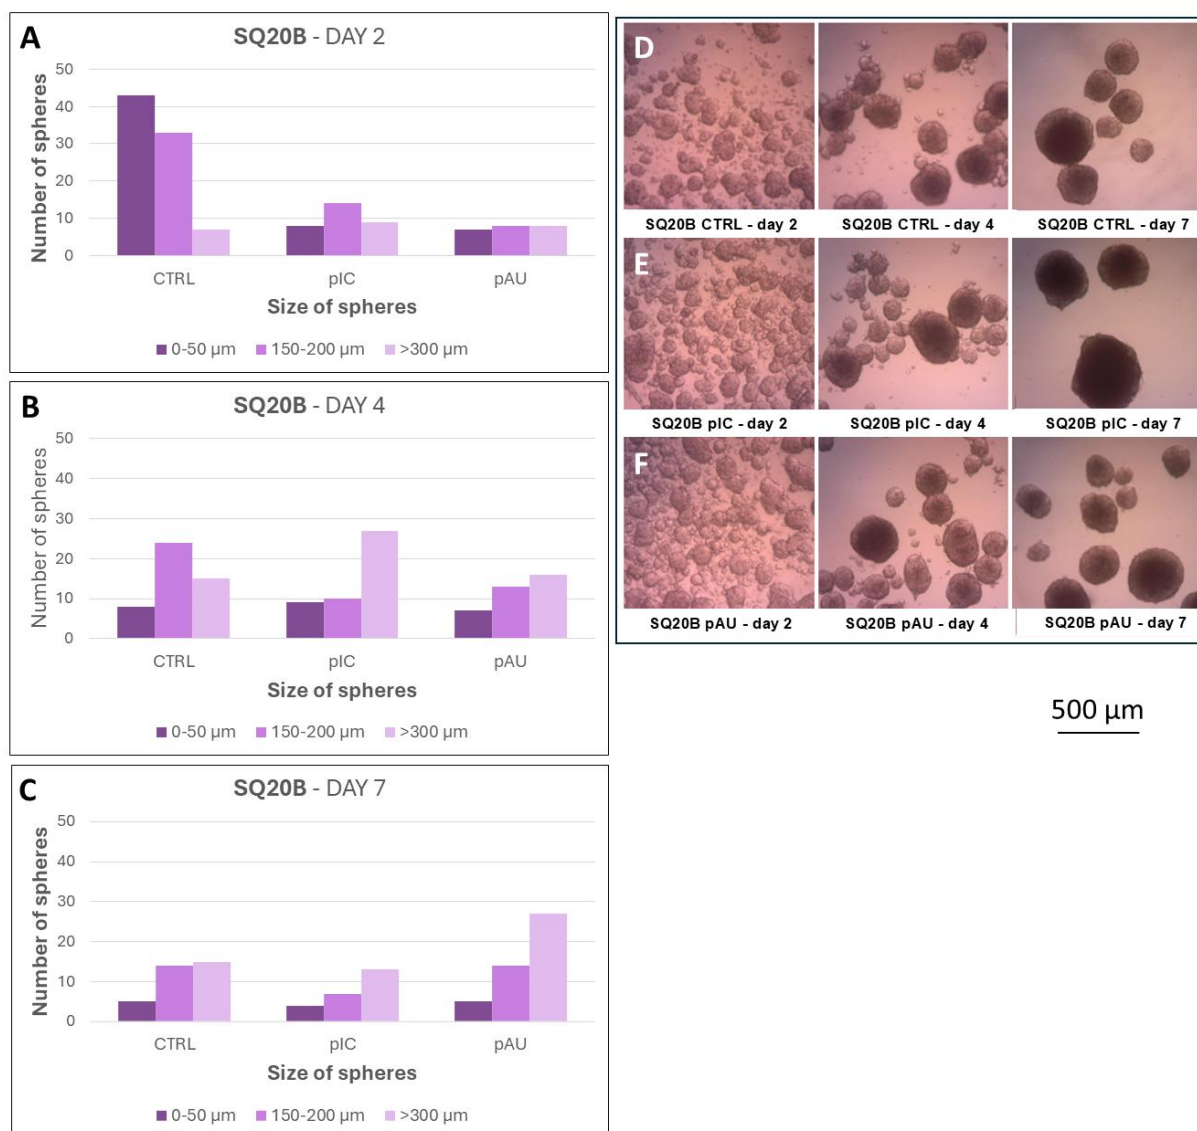 A
SQ20B - DAY 2
Number of spheres
50
40
30
20
10
0
CTRL pIC pAU
Size of spheres
0-50 µm 150-200 µm >300 µm
B
SQ20B - DAY 4
Number of spheres
50
40
30
20
10
0
CTRL pIC pAU
Size of spheres
0-50 µm 150-200 µm >300 µm
C
SQ20B - DAY 7
Number of spheres
50
40
30
20
10
0
CTRL pIC pAU
Size of spheres
0-50 µm 150-200 µm >300 µm
D
SQ20B CTRL - day 2 SQ20B CTRL - day 4 SQ20B CTRL - day 7
E
SQ20B pIC - day 2 SQ20B pIC - day 4 SQ20B pIC - day 7
F
SQ20B pAU - day 2 SQ20B pAU - day 4 SQ20B pAU - day 7
500 µm